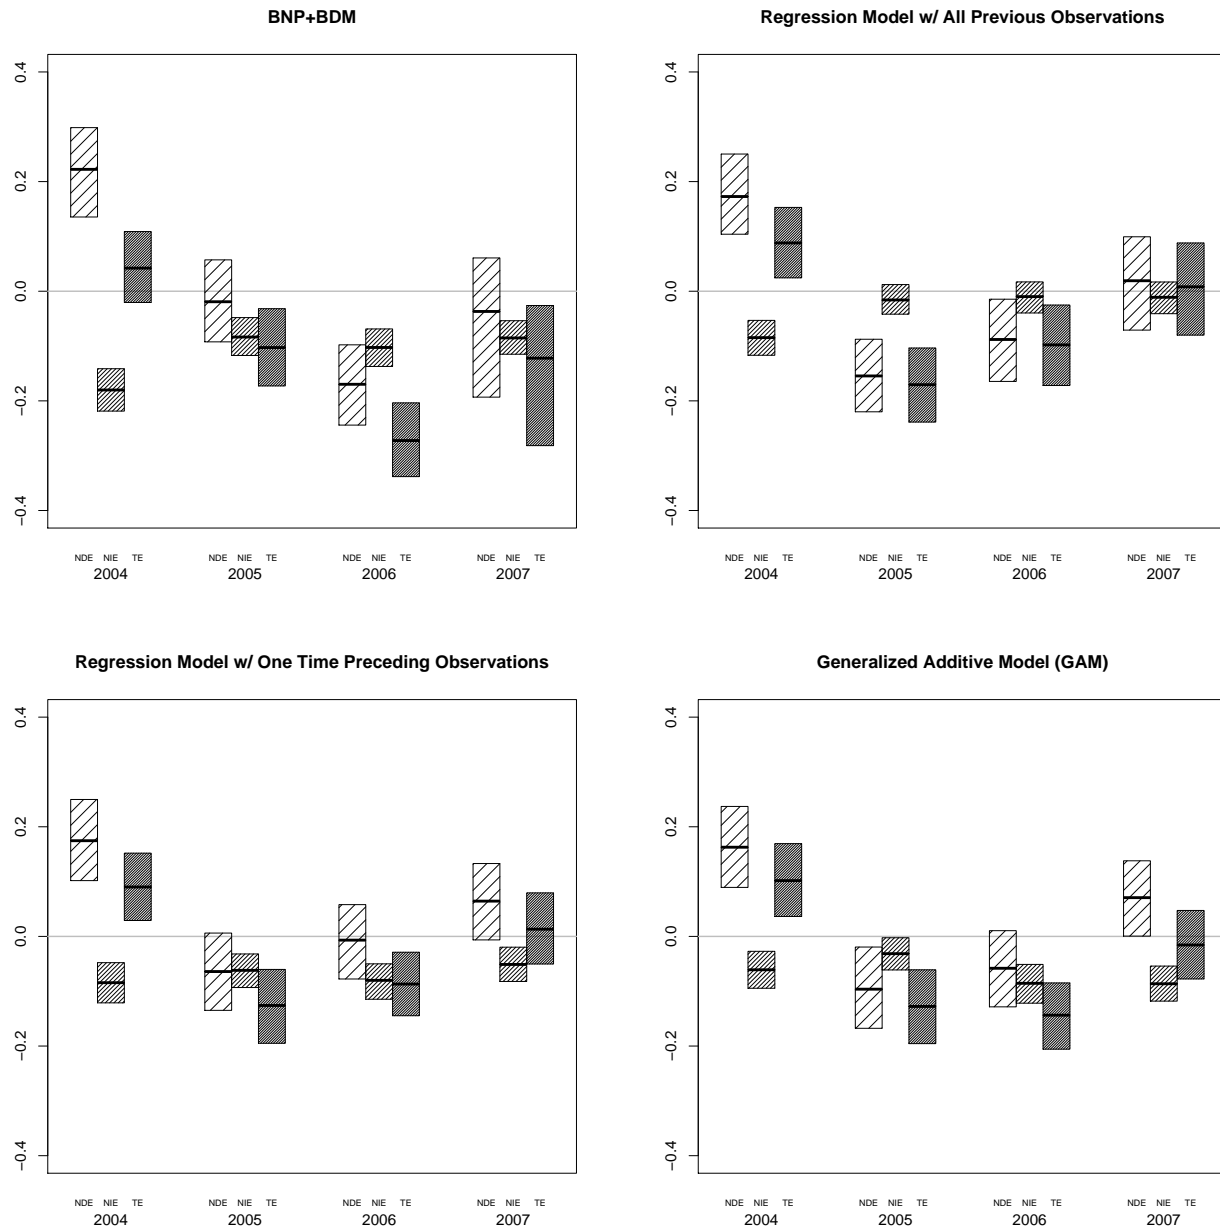 BNP+BDM
0.4
0.2
0.0
−0.2
−0.4
NDE NIE TE NDE NIE TE NDE NIE TE NDE NIE TE
2004 2005 2006 2007
Regression Model w/ All Previous Observations
0.4
0.2
0.0
−0.2
−0.4
NDE NIE TE NDE NIE TE NDE NIE TE NDE NIE TE
2004 2005 2006 2007
Regression Model w/ One Time Preceding Observations
0.4
0.2
0.0
−0.2
−0.4
NDE NIE TE NDE NIE TE NDE NIE TE NDE NIE TE
2004 2005 2006 2007
Generalized Additive Model (GAM)
0.4
0.2
0.0
−0.2
−0.4
NDE NIE TE NDE NIE TE NDE NIE TE NDE NIE TE
2004 2005 2006 2007